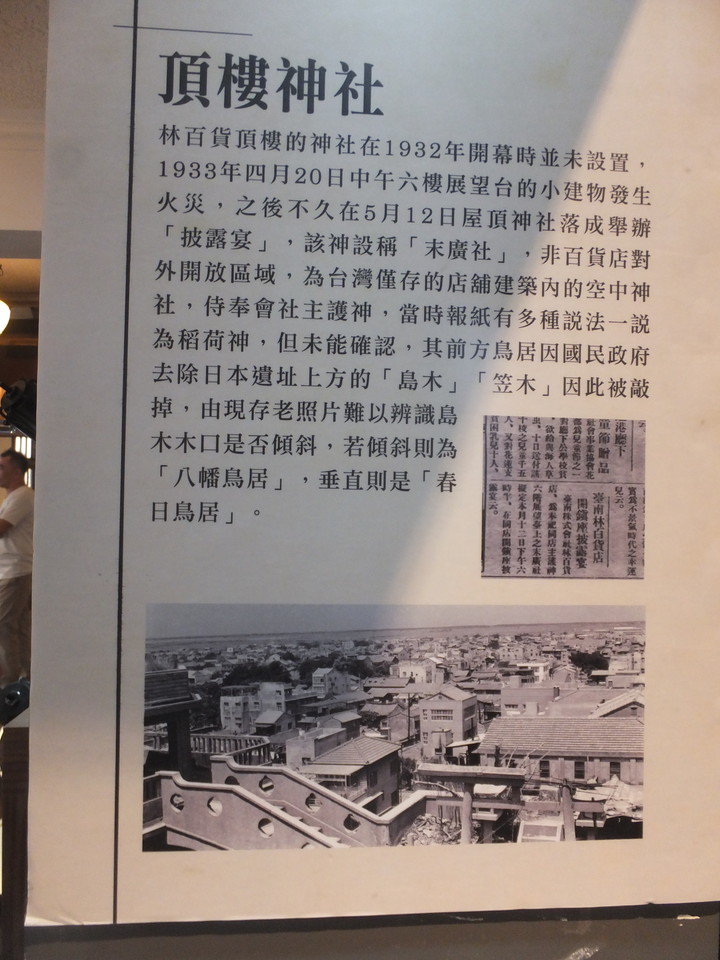 頂樓神社
林百貨頂樓的神社在1932年開幕時並未設置，
1933年四月20日中午六樓展望台的小建物發生
火災，之後不久在5月12日屋頂神社落成舉辦
「披露宴」，該神設稱「末廣社」，非百貨店對
外開放區域，為台灣僅存的店舖建築內的空中神
社，侍奉會社主護神，當時報紙有多種説法一説
為稻荷神，但未能確認，其前方鳥居因國民政府
去除日本遺址上方的「島木」「笠木」因此被敲
掉，由現存老照片難以辨識島
木木口是否傾斜，若傾斜則為
「八幡鳥居」，垂直則是「春
日鳥居」。
臺南林百貨店
開鎮座披露宴